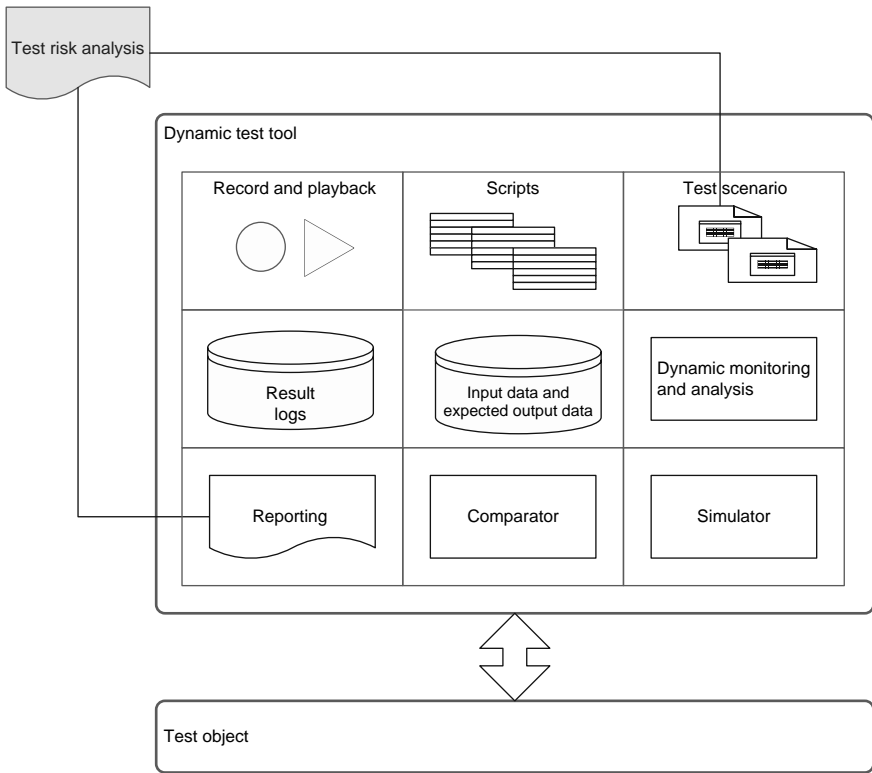 Test risk analysis
Dynamic test tool
Record and playback
Scripts
Test scenario
Result
logs
Input data and
expected output data
Dynamic monitoring
and analysis
Reporting
Comparator
Simulator
Test object